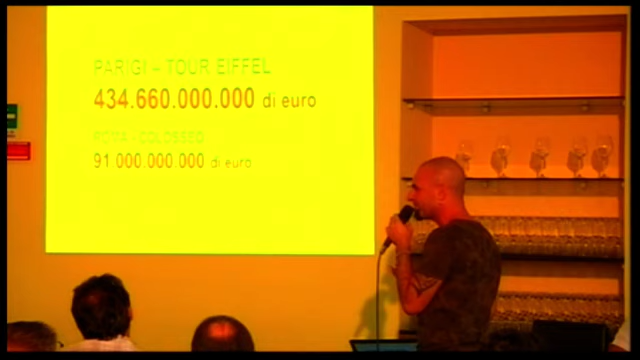 PARIGI – TOUR EIFFEL
434.660.000.000 di euro
ROMA - COLOSSEO
91.000.000.000 di euro